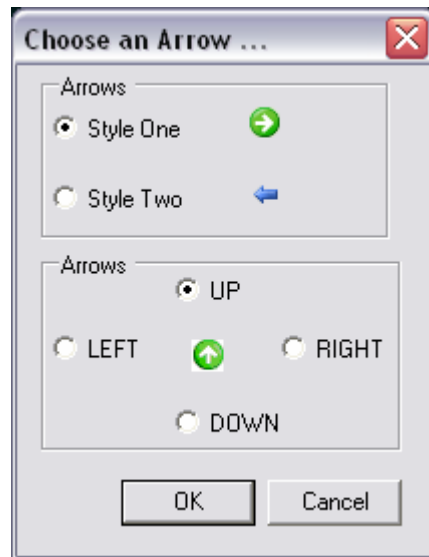 Choose an Arrow ...
Arrows
Style One
Style Two
Arrows
UP
LEFT RIGHT
DOWN
OK Cancel